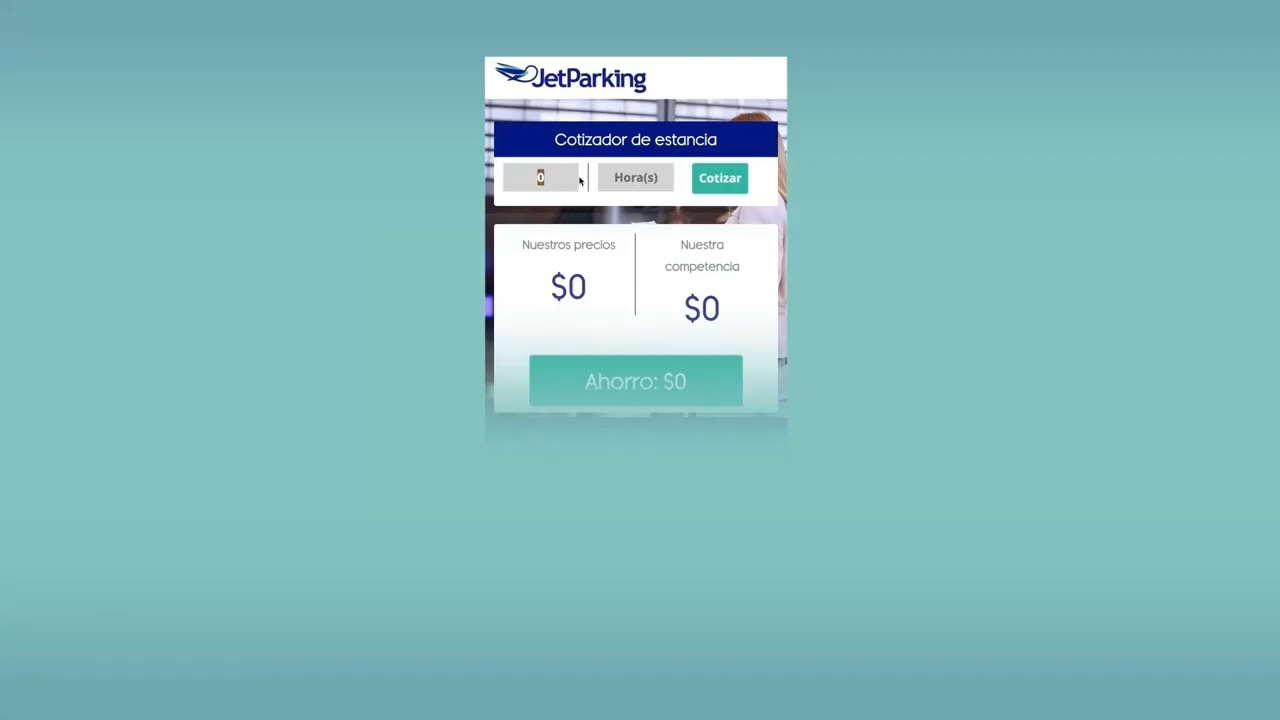 JetParking
Cotizador de estancia
0
Hora(s)
Cotizar
Nuestros precios
$0
Nuestra
competencia
$0
Ahorro: $0